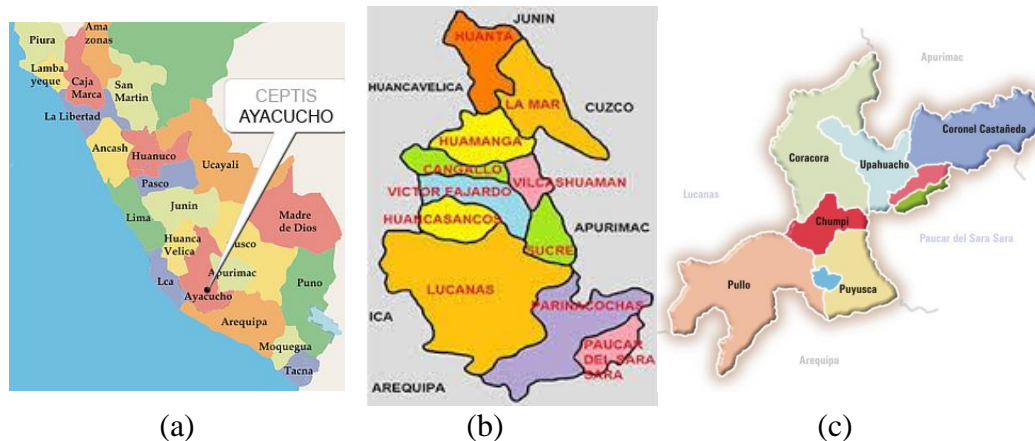 Ama
zonas
Piura
Lamba
yeque
Caja
Marca
San
Martin
CEPTIS
AYACUCHO
La Libertad
Ancash
Huanuco
Ucayali
Pasco
Lima
Junin
Madre
de Dios
Huanca
Velica
usco
Apurimac
Lca
Ayacucho
Puno
Arequipa
Moquegua
Tacna
(a)
JUNIN
HUANTA
HUANCAVELICA
LA MAR
CUZCO
HUAMANGA
CANGALLO
VILCASHUAMAN
VICTOR FAJARDO
HUANCASANCOS
APURIMAC
SUCRE
LUCANAS
PARINACOCHAS
ICA
PAUCAR
DEL SARA
SARA
AREQUIPA
(b)
Apurimac
Coronel Castañeda
Coracora
Upahuacho
Lucanas
Chumpi
Paucar del Sara Sara
Pullo
Puyusca
Arequipa
(c)